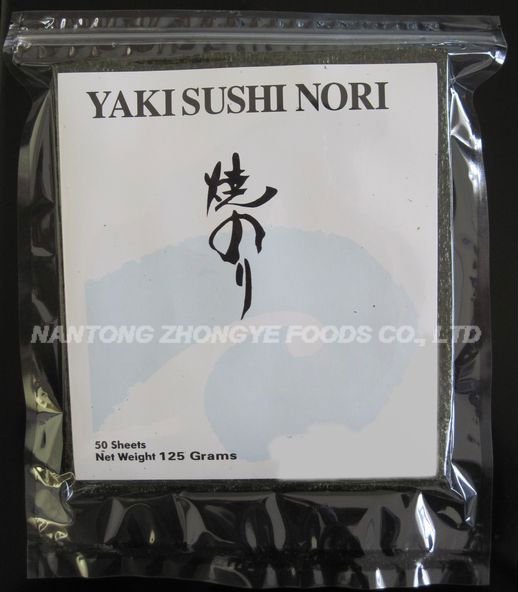 YAKI SUSHI NORI
焼のり
NANTONG ZHONGYE FOODS CO., LTD
50 Sheets
Net Weight 125 Grams